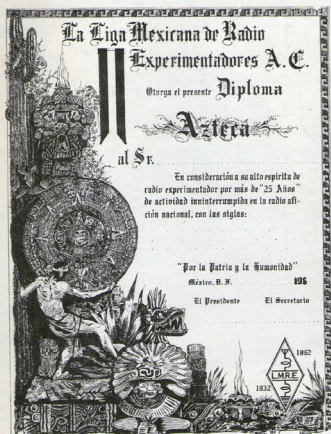 La Liga Mexicana de Radio
Experimentadores A. C.
Otorga el presente Diploma
Azteca
al Sr.
En consideración a su alto espiritu de
radio experimentador por más de "25 Años"
de actividad ininterrumpida en la radio afi-
ción nacional, con las siglas:
"Por la Patria y la Humanidad"
México, D. F. 196
El Presidente El Secretario
1932 L.M.R.E. 1962